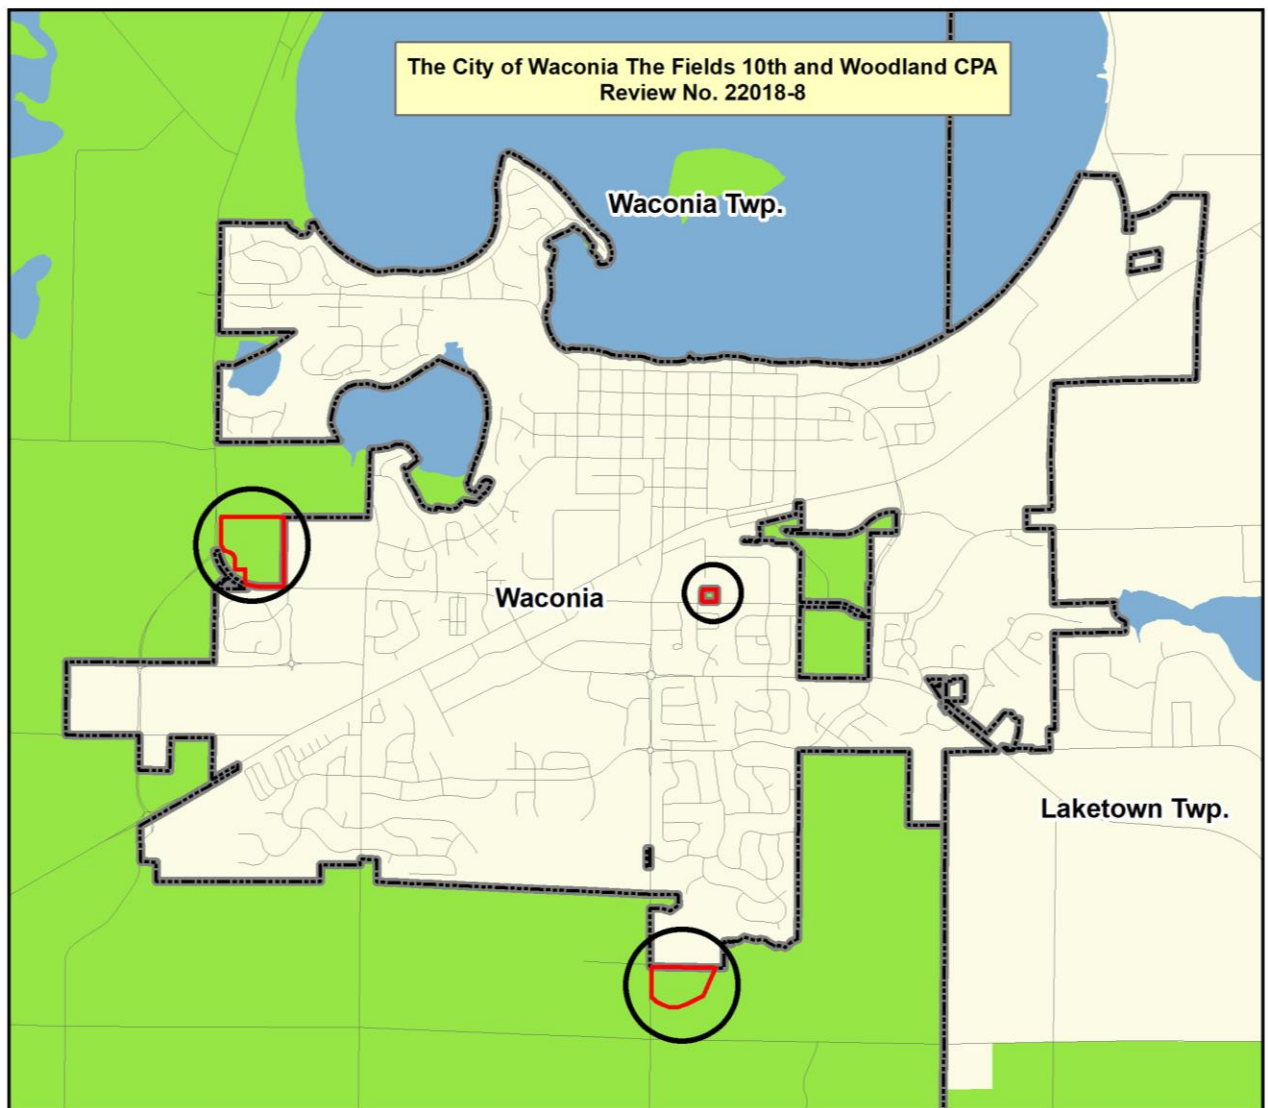 The City of Waconia The Fields 10th and Woodland CPA
Review No. 22018-8
Waconia Twp.
Waconia
Laketown Twp.